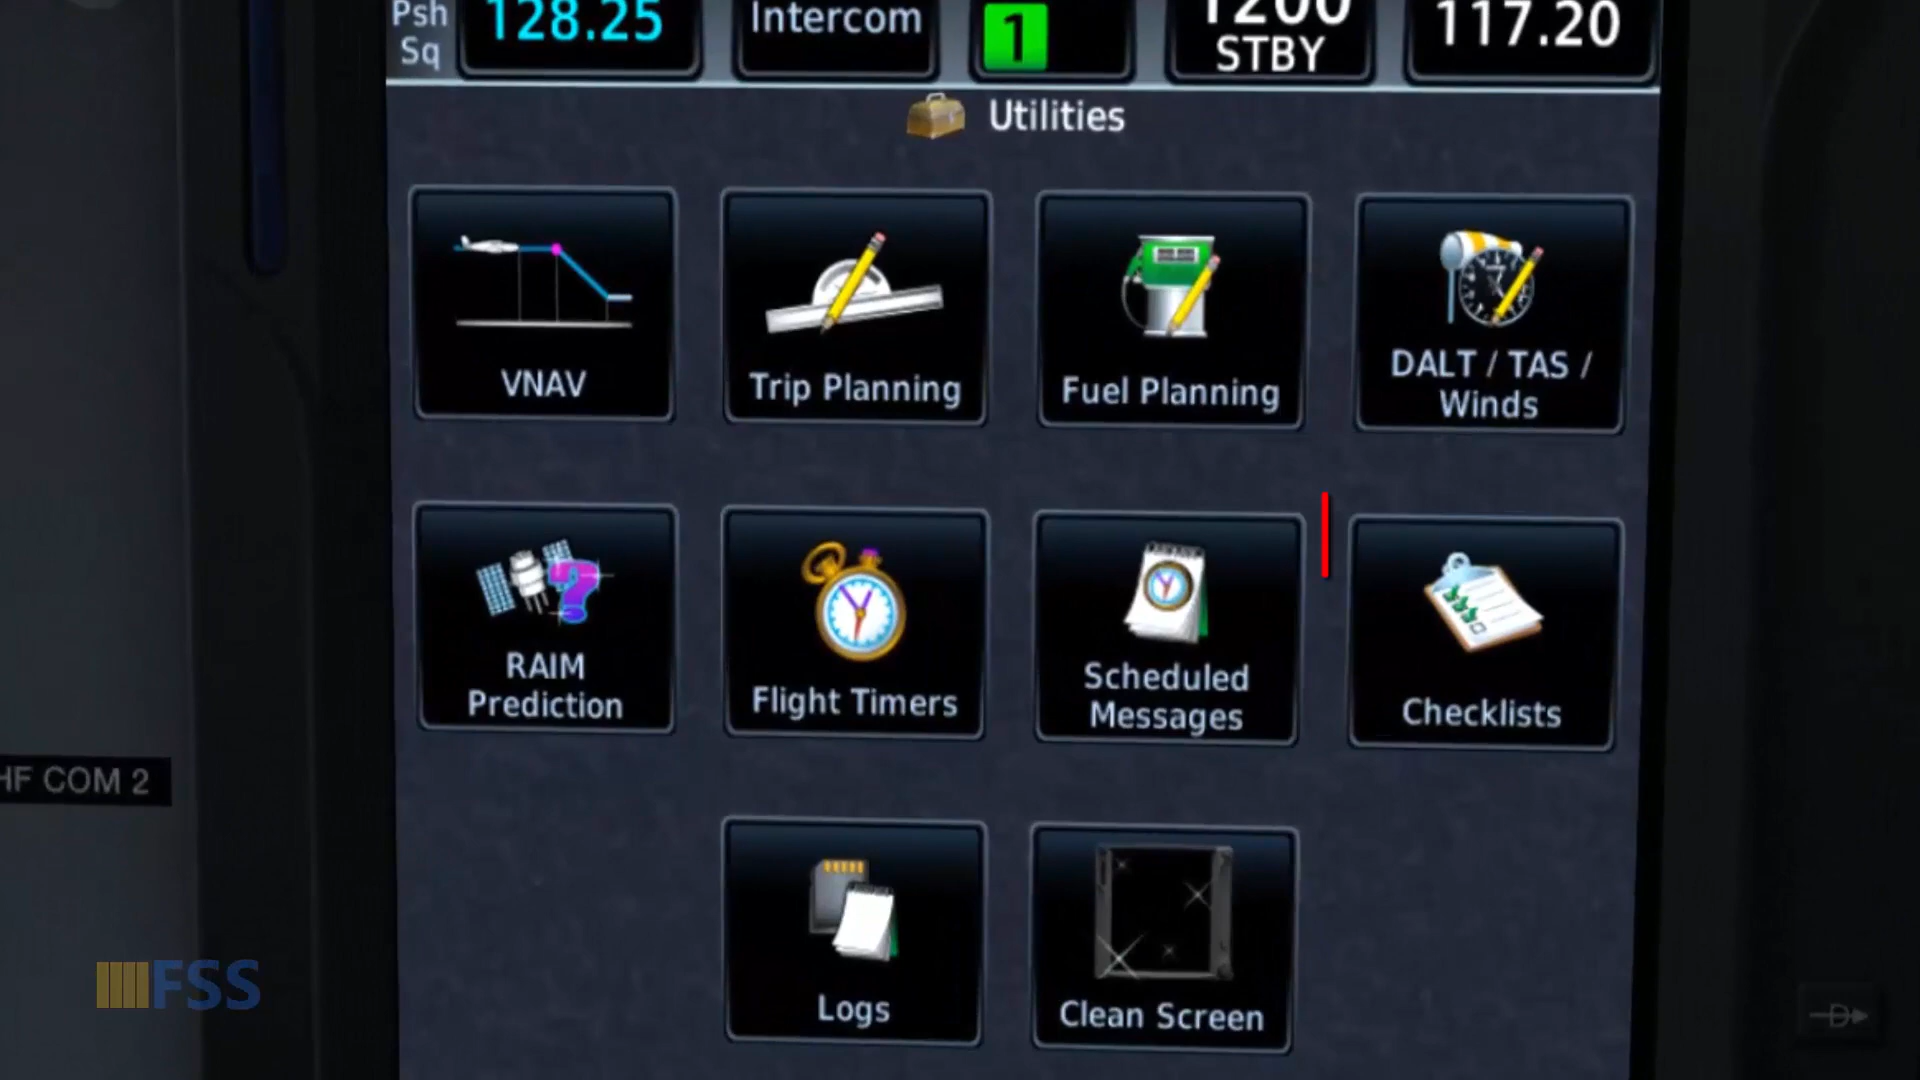 Psh
Sq
128.25
Intercom
1
1200
STBY
117.20
Utilities
VNAV
Trip Planning
Fuel Planning
DALT / TAS /
Winds
RAIM
Prediction
Flight Timers
Scheduled
Messages
Checklists
HF COM 2
Logs
Clean Screen
FSS
D